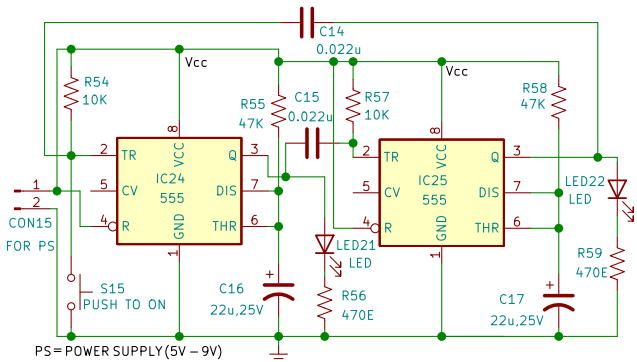 C14
0.022u
Vcc
Vcc
R54
10K
R55
47K
C15
0.022u
R57
10K
R58
47K
2 TR
8
VCC
Q 3
5 CV
IC24
555
DIS 7
4 R
GND
THR 6
1
2 TR
8
VCC
Q 3
5 CV
IC25
555
DIS 7
4 R
GND
THR 6
1
1
2
CON15
FOR PS
LED22
LED
LED21
LED
R59
470E
S15
PUSH TO ON
+
C16
22u,25V
R56
470E
+
C17
22u,25V
PS=POWER SUPPLY(5V-9V)